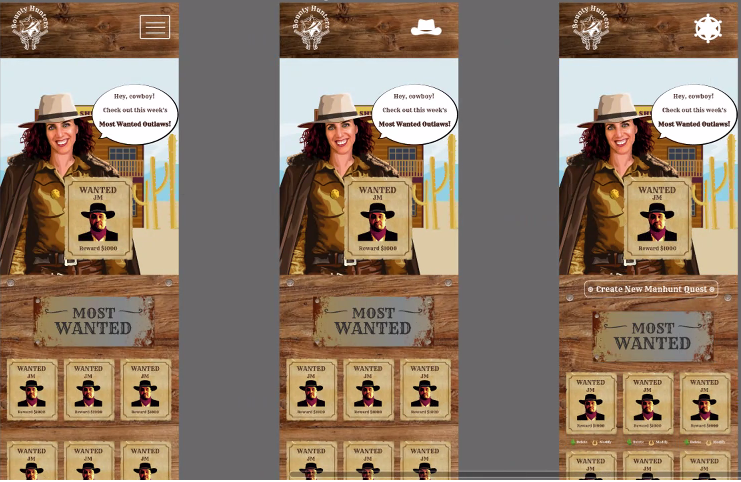 Bounty Hunters
Hey, cowboy!
Check out this week's
Most Wanted Outlaws!
SH
WANTED
JM
Reward $1000
MOST
WANTED
WANTED
JM
Reward $1000
WANTED
JM
Reward $1000
WANTED
JM
Reward $1000
WANTED
WANTED
WANTED
Bounty Hunters
Hey, cowboy!
Check out this week's
Most Wanted Outlaws!
SH
WANTED
JM
Reward $1000
MOST
WANTED
WANTED
JM
Reward $1000
WANTED
JM
Reward $1000
WANTED
JM
Reward $1000
WANTED
WANTED
WANTED
Bounty Hunters
Hey, cowboy!
Check out this week's
Most Wanted Outlaws!
SH
WANTED
JM
Reward $1000
Create New Manhunt Quest
MOST
WANTED
WANTED
JM
Reward $1000
WANTED
JM
Reward $1000
WANTED
JM
Reward $1000
Delete Modify
Delete Modify
Delete Modify
WANTED
WANTED
WANTED